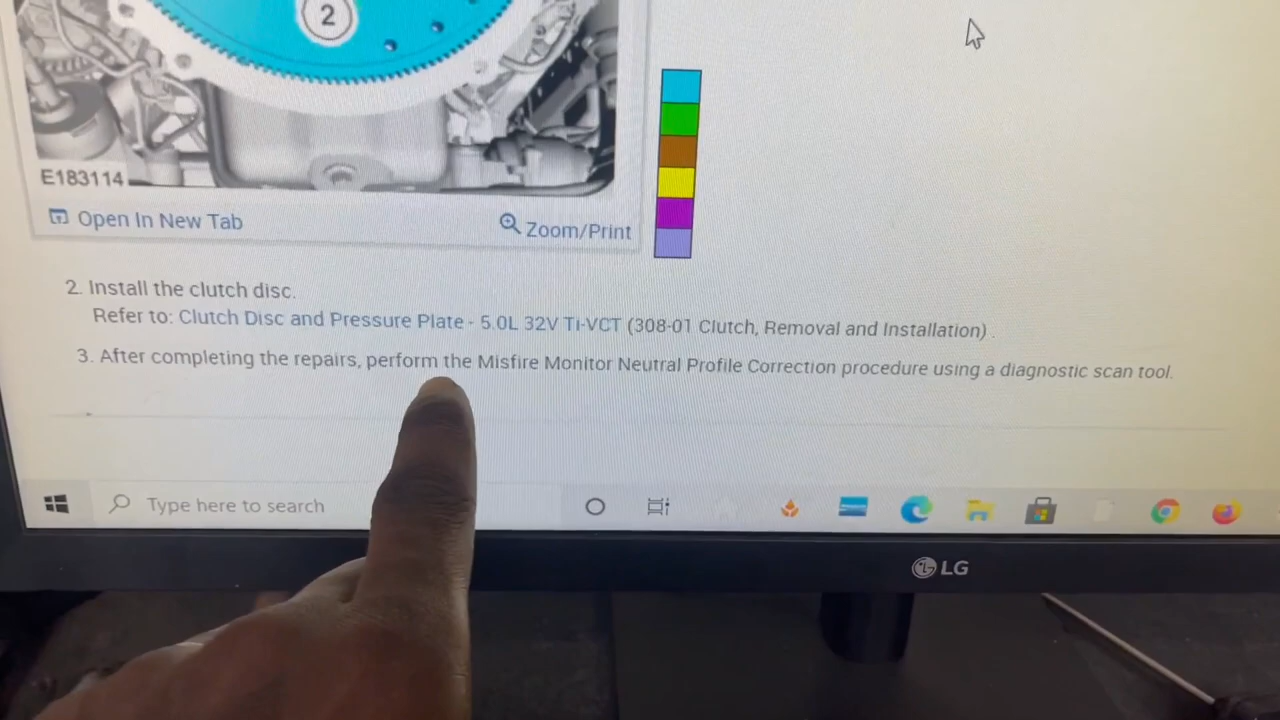 2
E183114
Open In New Tab
Zoom/Print
2. Install the clutch disc.
Refer to: Clutch Disc and Pressure Plate - 5.0L 32V Ti-VCT (308-01 Clutch, Removal and Installation) .
3. After completing the repairs, perform the Misfire Monitor Neutral Profile Correction procedure using a diagnostic scan tool.
Type here to search
LG